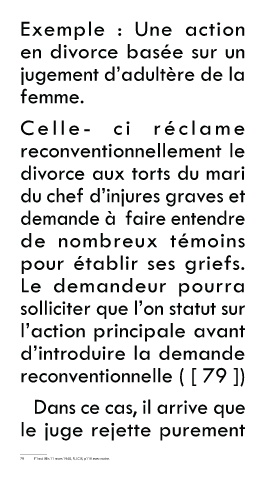 Exemple : Une action
en divorce basée sur un
jugement d'adultère de la
femme.
Celle- ci réclame
reconventionnellement le
divorce aux torts du mari
du chef d'injures graves et
demande à faire entendre
de nombreux témoins
pour établir ses griefs.
Le demandeur pourra
solliciter que l'on statut sur
l'action principale avant
d'introduire la demande
reconventionnelle ( [ 79 ])
Dans ce cas, il arrive que
le juge rejette purement
79